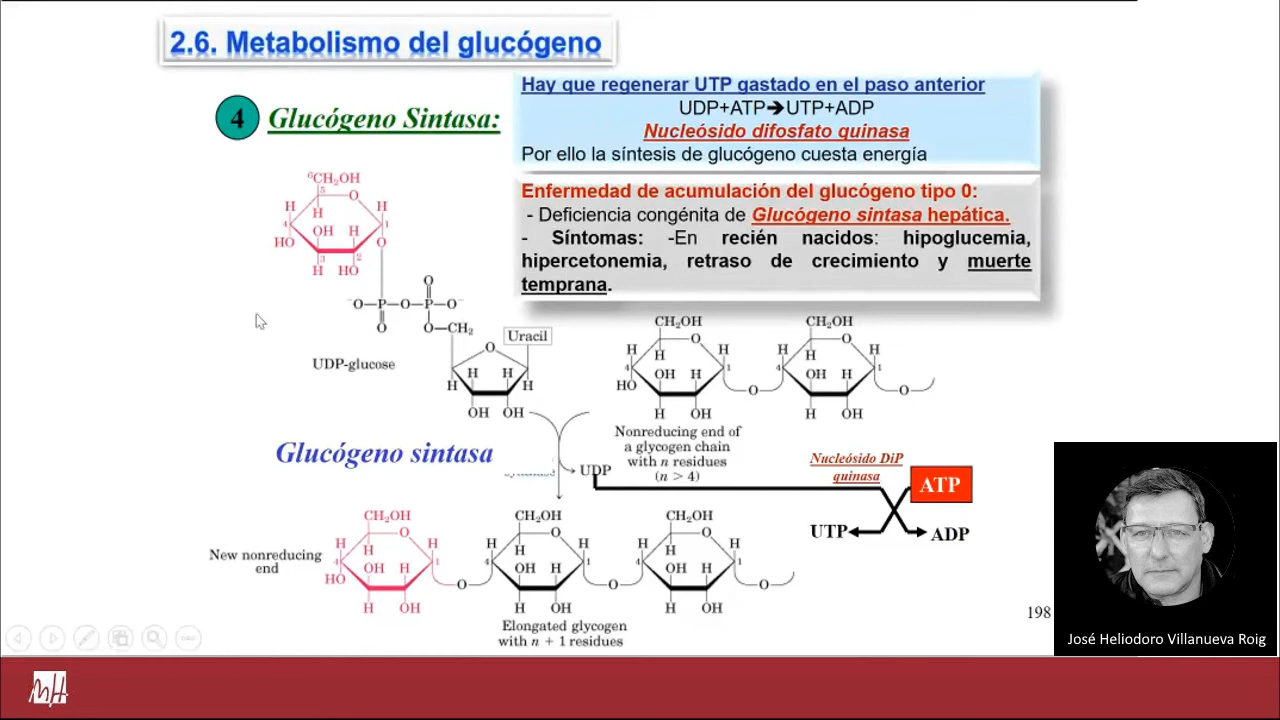 2.6. Metabolismo del glucógeno
4 Glucógeno Sintasa:
Hay que regenerar UTP gastado en el paso anterior
UDP+ATP➔UTP+ADP
Nucleósido difosfato quinasa
Por ello la síntesis de glucógeno cuesta energía
Enfermedad de acumulación del glucógeno tipo 0:
- Deficiencia congénita de Glucógeno sintasa hepática.
- Síntomas: -En recién nacidos: hipoglucemia,
hipercetonemia, retraso de crecimiento y muerte
temprana.
6CH2OH
5
O
H
H
H
4
OH
H
1
HO
O
3
2
H
HO
O
O
-O—P—O—P—O-
O
O—CH2
Uracil
UDP-glucose
O
H
H
H
H
OH
OH
CH2OH
O
H
H
H
4
OH
H
1
HO
O
H
OH
CH2OH
O
H
H
H
4
OH
H
1
O
H
OH
Nonreducing end of
a glycogen chain
with n residues
(n > 4)
Glucógeno sintasa
UDP
Nucleósido DiP
quinasa
ATP
UTP
ADP
New nonreducing
end
CH2OH
O
H
H
H
4
OH
H
1
HO
O
H
OH
CH2OH
O
H
H
H
4
OH
H
1
O
H
OH
CH2OH
O
H
H
H
4
OH
H
1
O
H
OH
Elongated glycogen
with n + 1 residues
198
José Heliodoro Villanueva Roig